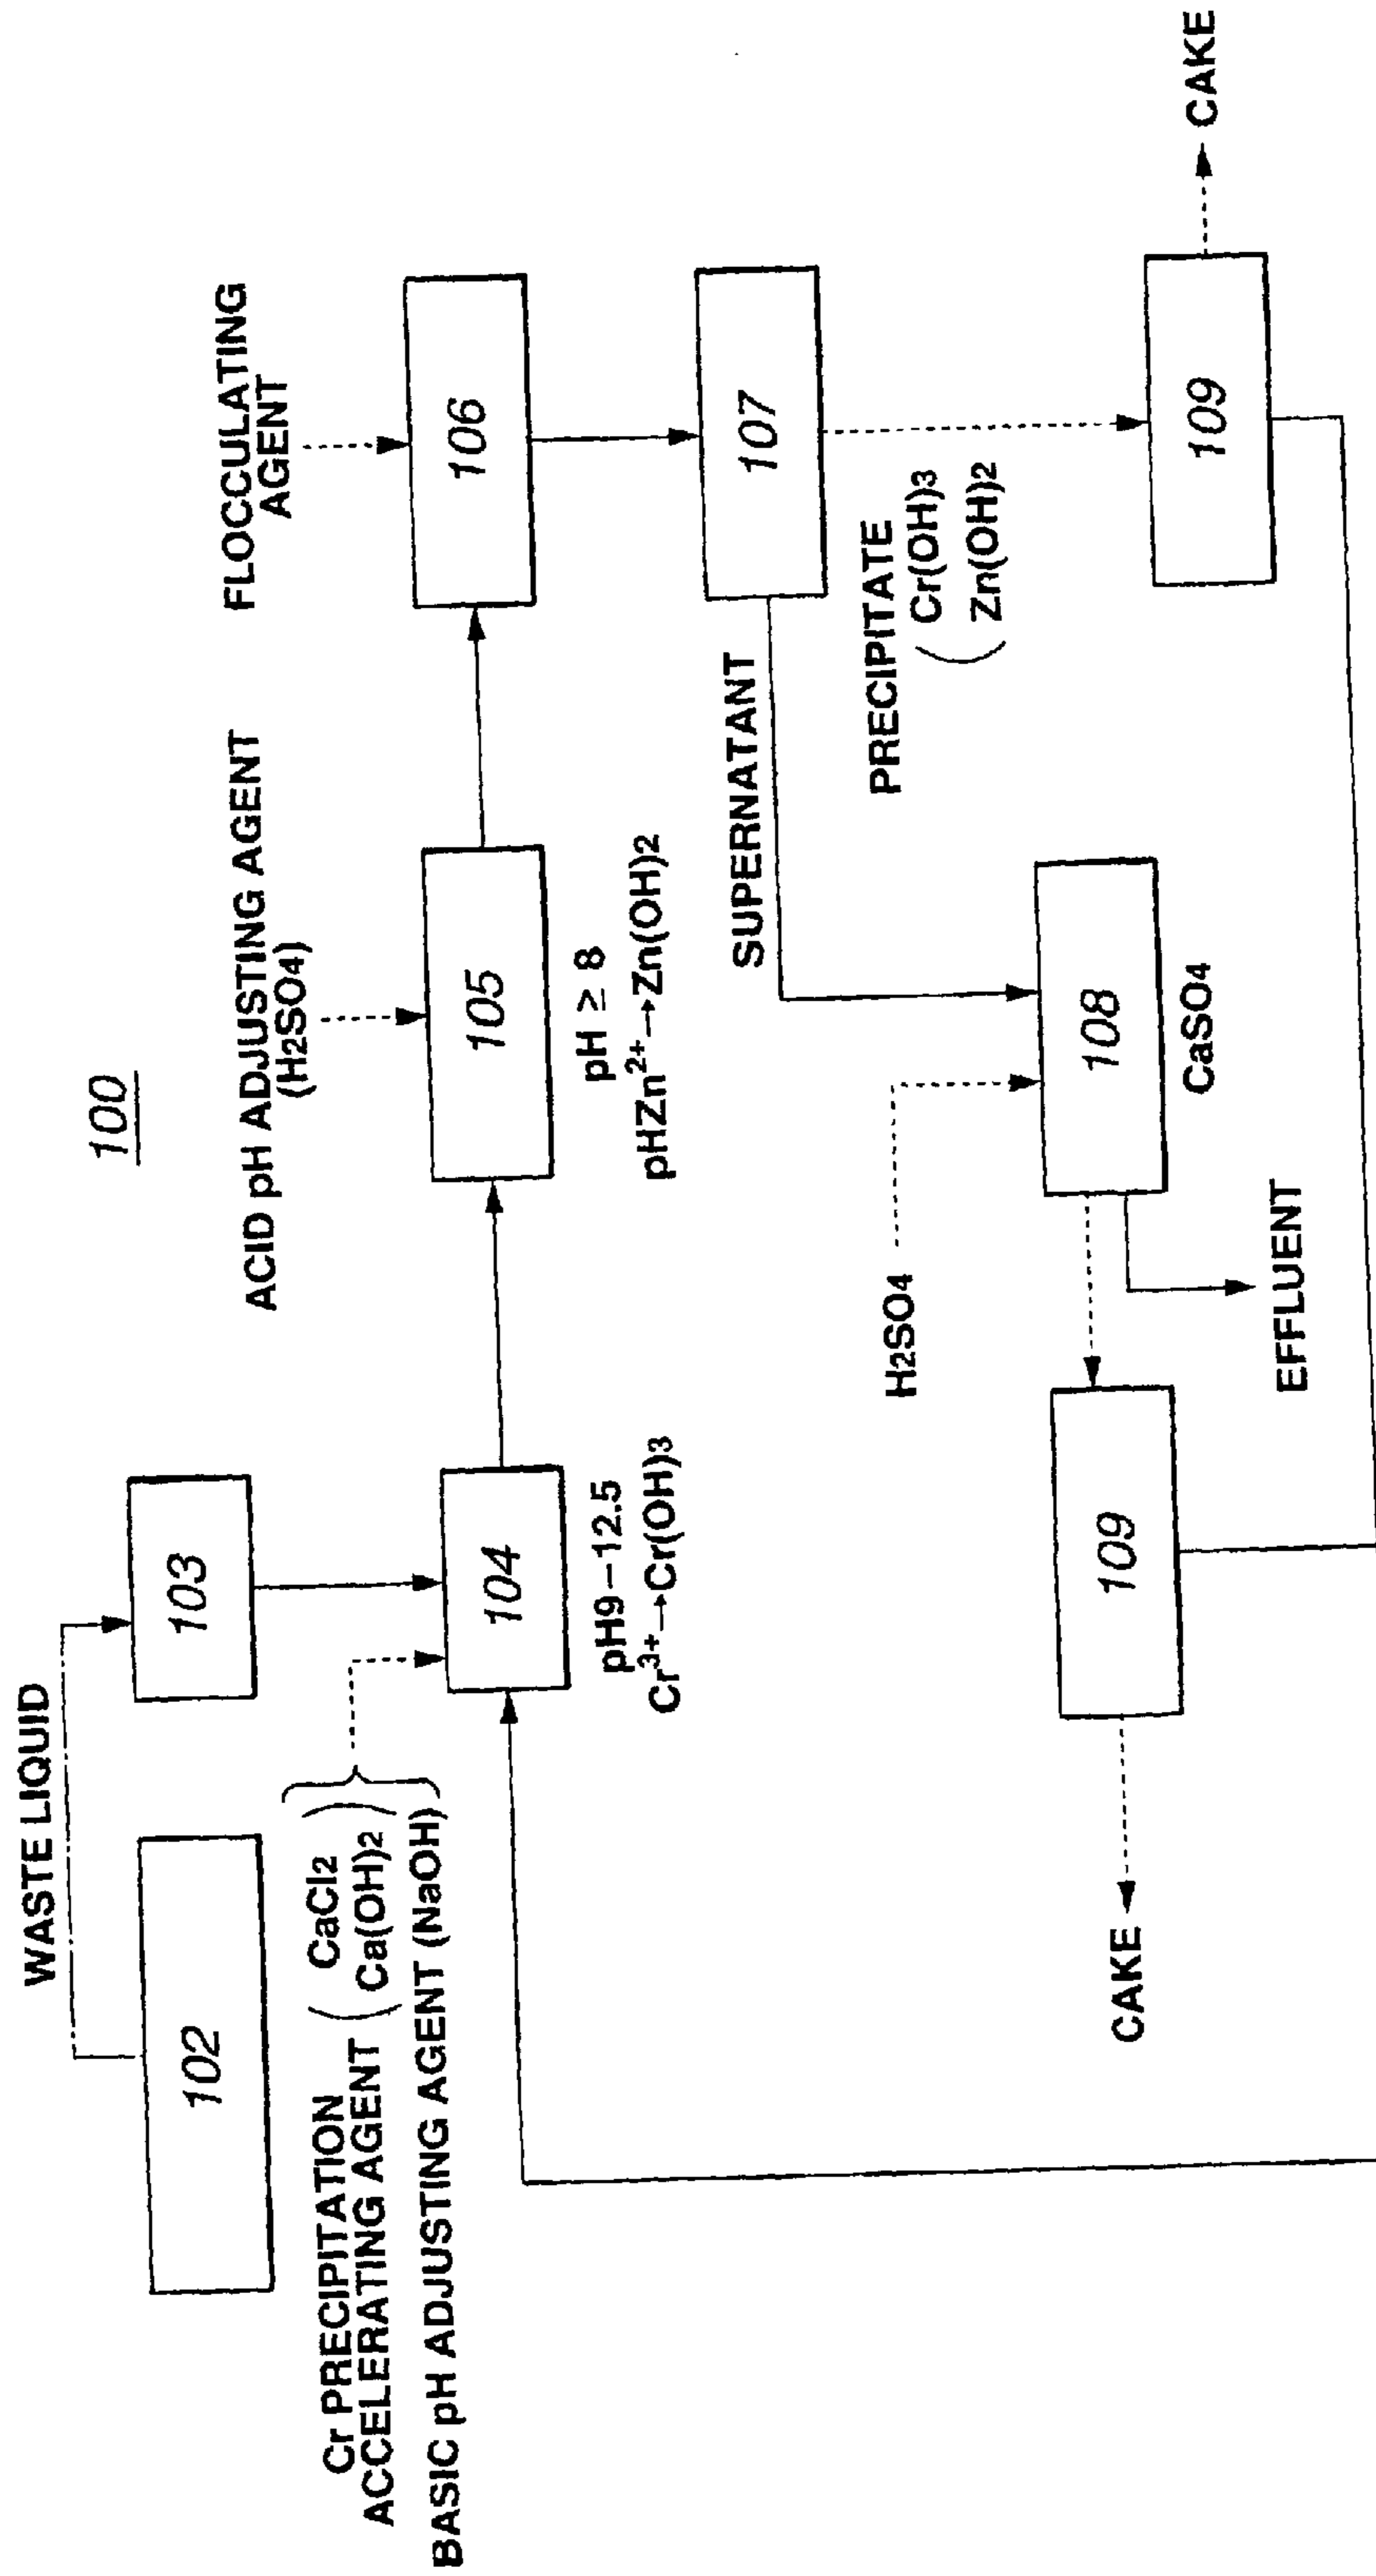 100
WASTE LIQUID
102
103
Cr PRECIPITATION
ACCELERATING AGENT
( CaCl2
Ca(OH)2 )
BASIC pH ADJUSTING AGENT (NaOH)
104
pH9–12.5
Cr3+→Cr(OH)3
ACID pH ADJUSTING AGENT
(H2SO4)
105
pH ≥ 8
pHZn2+→Zn(OH)2
FLOCCULATING
AGENT
106
107
SUPERNATANT
PRECIPITATE
( Cr(OH)3
Zn(OH)2
H2SO4
108
CaSO4
EFFLUENT
109
CAKE
109
CAKE